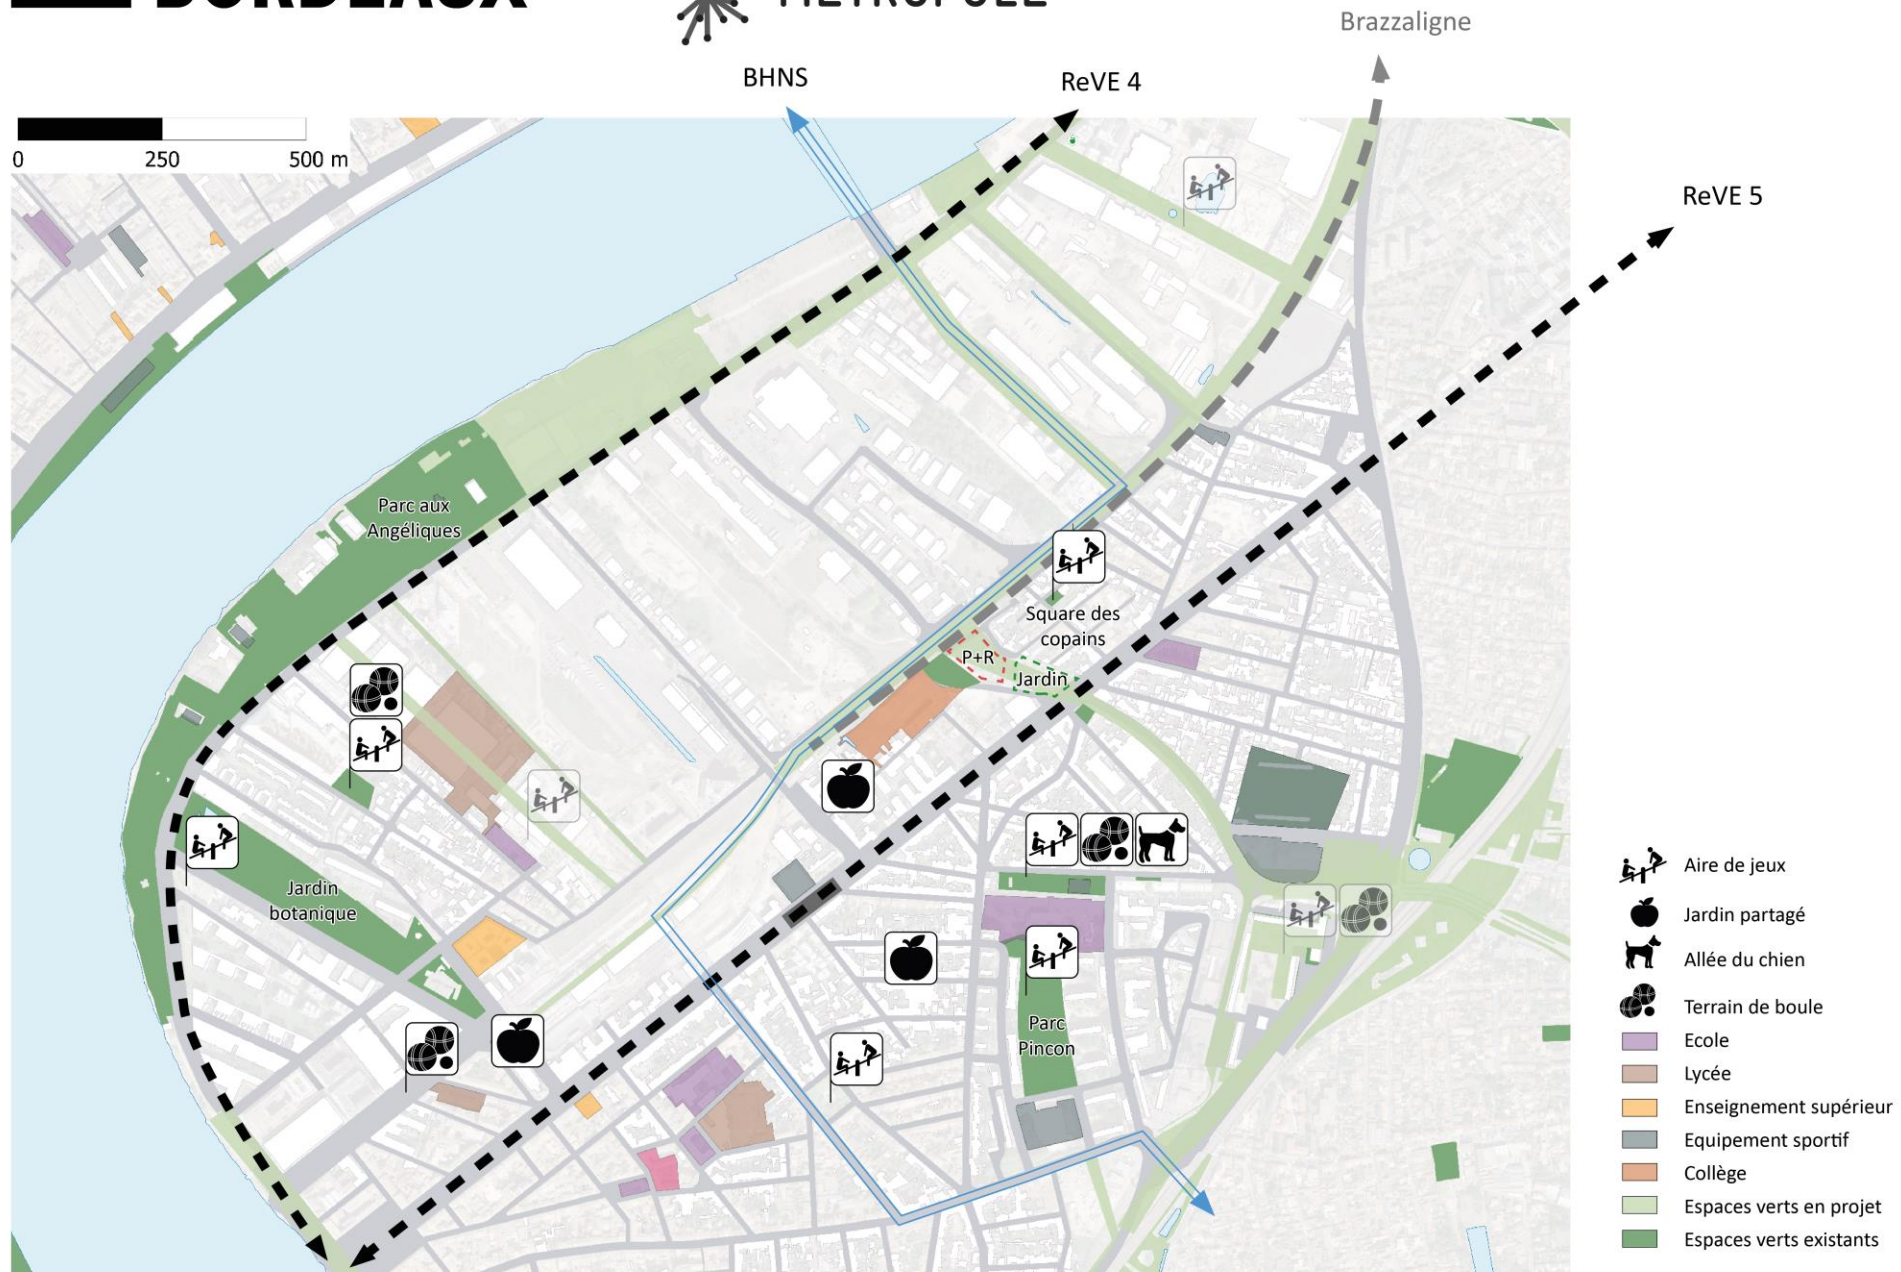 BORDEAUX
MÉTROPOLE
Brazzaligne
BHNS
ReVE 4
ReVE 5
0
250
500 m
Parc aux
Angéliques
Square des
copains
P+R
Jardin
Jardin
botanique
Parc
Pincon
Aire de jeux
Jardin partagé
Allée du chien
Terrain de boule
Ecole
Lycée
Enseignement supérieur
Equipement sportif
Collège
Espaces verts en projet
Espaces verts existants